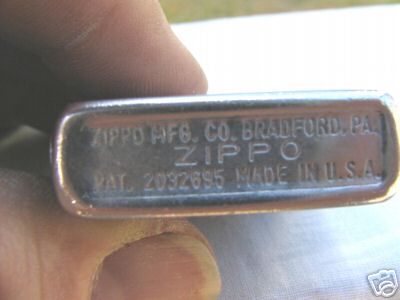 ZIPPO MFG. CO. BRADFORD. PA.
ZIPPO
PAT. 2032695 MADE IN U.S.A.